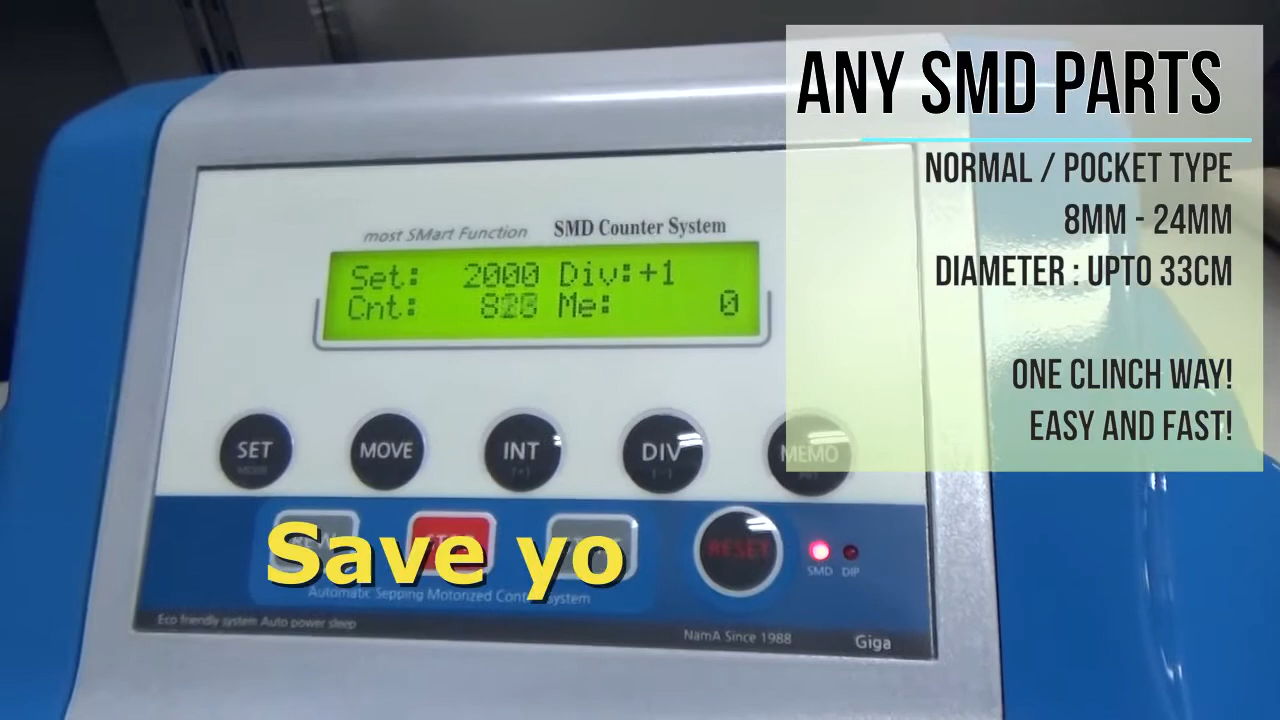 ANY SMD PARTS
NORMAL / POCKET TYPE
8MM - 24MM
DIAMETER : UPTO 33CM
ONE CLINCH WAY!
EASY AND FAST!
most SMart Function SMD Counter System
Set: 2000 Div:+1
Cnt: Me: 0
SET MOVE INT DIV MEMO
MODE (+) (-)
Save yo
RESET
SMD DIP
Automatic Sepping Motorized Control System
Eco friendly system Auto power sleep
NamA Since 1988 Giga